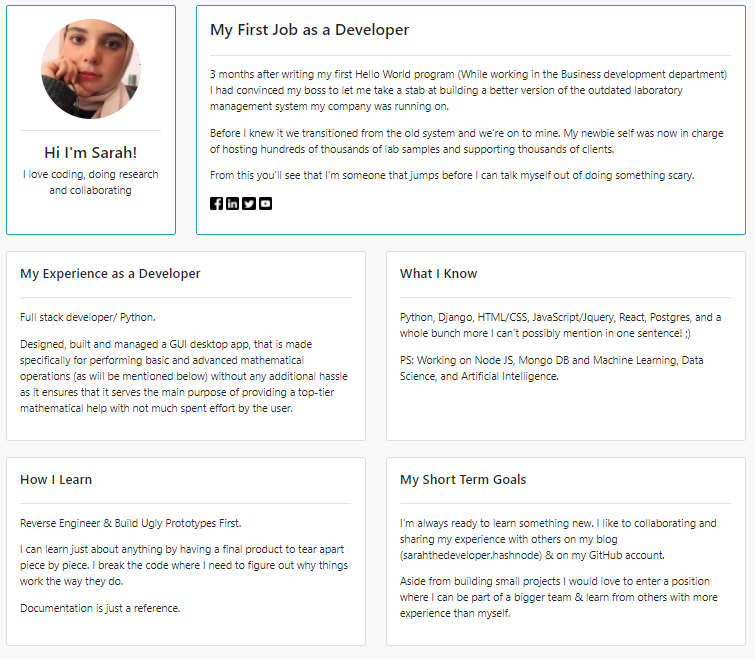 Hi I'm Sarah!
I love coding, doing research
and collaborating
My First Job as a Developer
3 months after writing my first Hello World program (While working in the Business development department)
I had convinced my boss to let me take a stab at building a better version of the outdated laboratory
management system my company was running on.
Before I knew it we transitioned from the old system and we're on to mine. My newbie self was now in charge
of hosting hundreds of thousands of lab samples and supporting thousands of clients.
From this you'll see that I'm someone that jumps before I can talk myself out of doing something scary.
My Experience as a Developer
Full stack developer/ Python.
Designed, built and managed a GUI desktop app, that is made
specifically for performing basic and advanced mathematical
operations (as will be mentioned below) without any additional hassle
as it ensures that it serves the main purpose of providing a top-tier
mathematical help with not much spent effort by the user.
What I Know
Python, Django, HTML/CSS, JavaScript/Jquery, React, Postgres, and a
whole bunch more I can't possibly mention in one sentence! ;)
PS: Working on Node JS, Mongo DB and Machine Learning, Data
Science, and Artificial Intelligence.
How I Learn
Reverse Engineer & Build Ugly Prototypes First.
I can learn just about anything by having a final product to tear apart
piece by piece. I break the code where I need to figure out why things
work the way they do.
Documentation is just a reference.
My Short Term Goals
I'm always ready to learn something new. I like to collaborating and
sharing my experience with others on my blog
(sarahthedeveloper.hashnode) & on my GitHub account.
Aside from building small projects I would love to enter a position
where I can be part of a bigger team & learn from others with more
experience than myself.